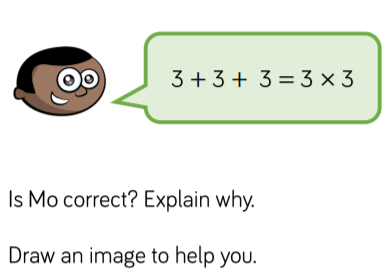 3 + 3 + 3 = 3 × 3
Is Mo correct? Explain why.
Draw an image to help you.